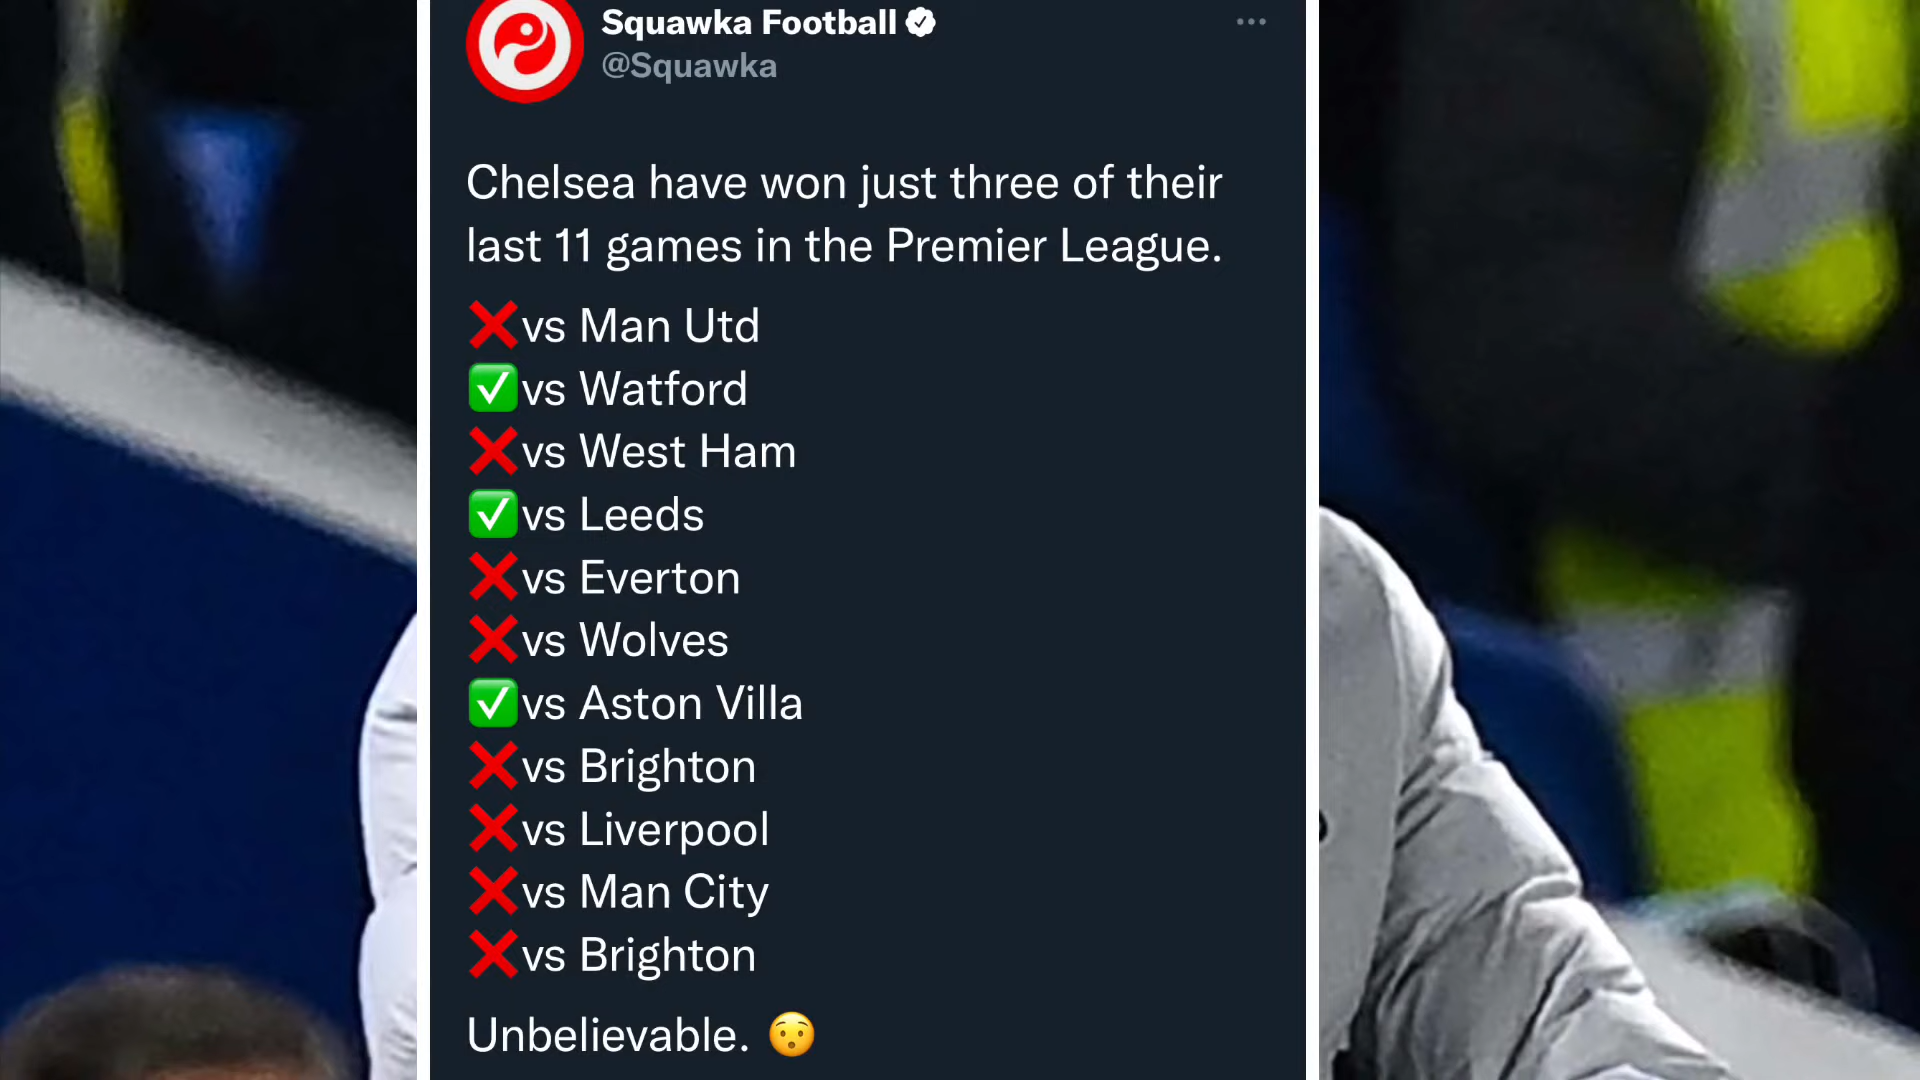 Squawka Football
@Squawka
Chelsea have won just three of their
last 11 games in the Premier League.
❌vs Man Utd
✅vs Watford
❌vs West Ham
✅vs Leeds
❌vs Everton
❌vs Wolves
✅vs Aston Villa
❌vs Brighton
❌vs Liverpool
❌vs Man City
❌vs Brighton
Unbelievable. 😯